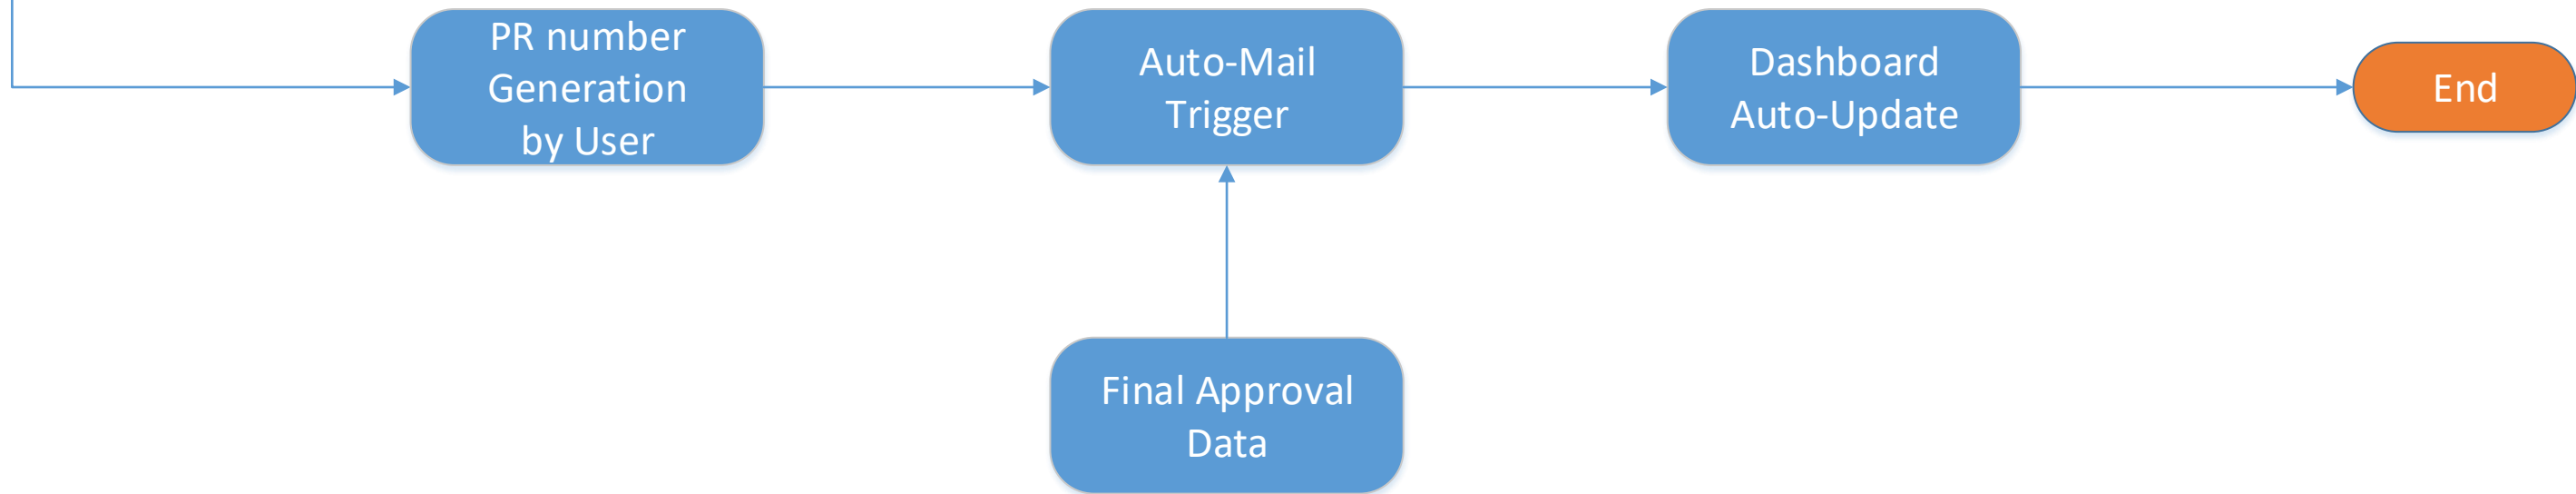 PR number
Generation
by User
Auto-Mail
Trigger
Dashboard
Auto-Update
End
Final Approval
Data